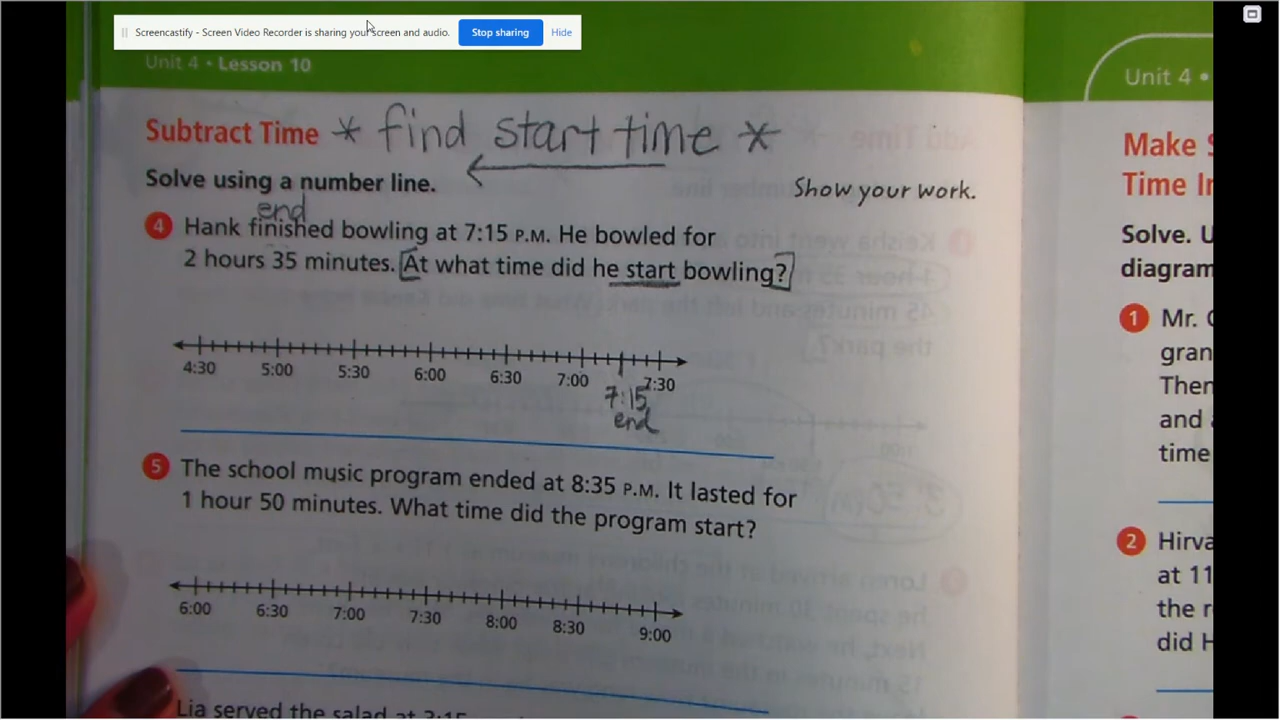 Screencastify - Screen Video Recorder is sharing your screen and audio. Stop sharing Hide
Unit 4 • Lesson 10
Subtract Time * find start time *
Solve using a number line.
Show your work.
end
4 Hank finished bowling at 7:15 P.M. He bowled for
2 hours 35 minutes. At what time did he start bowling?
4:30 5:00 5:30 6:00 6:30 7:00 7:30
7:15
end
5 The school music program ended at 8:35 P.M. It lasted for
1 hour 50 minutes. What time did the program start?
6:00 6:30 7:00 7:30 8:00 8:30 9:00
Lia served the salad at 3:15
Unit 4 •
Make
Time
Solve.
diagram
1 Mr.
gran
Then
and
time
2 Hirva
at 11
the
did